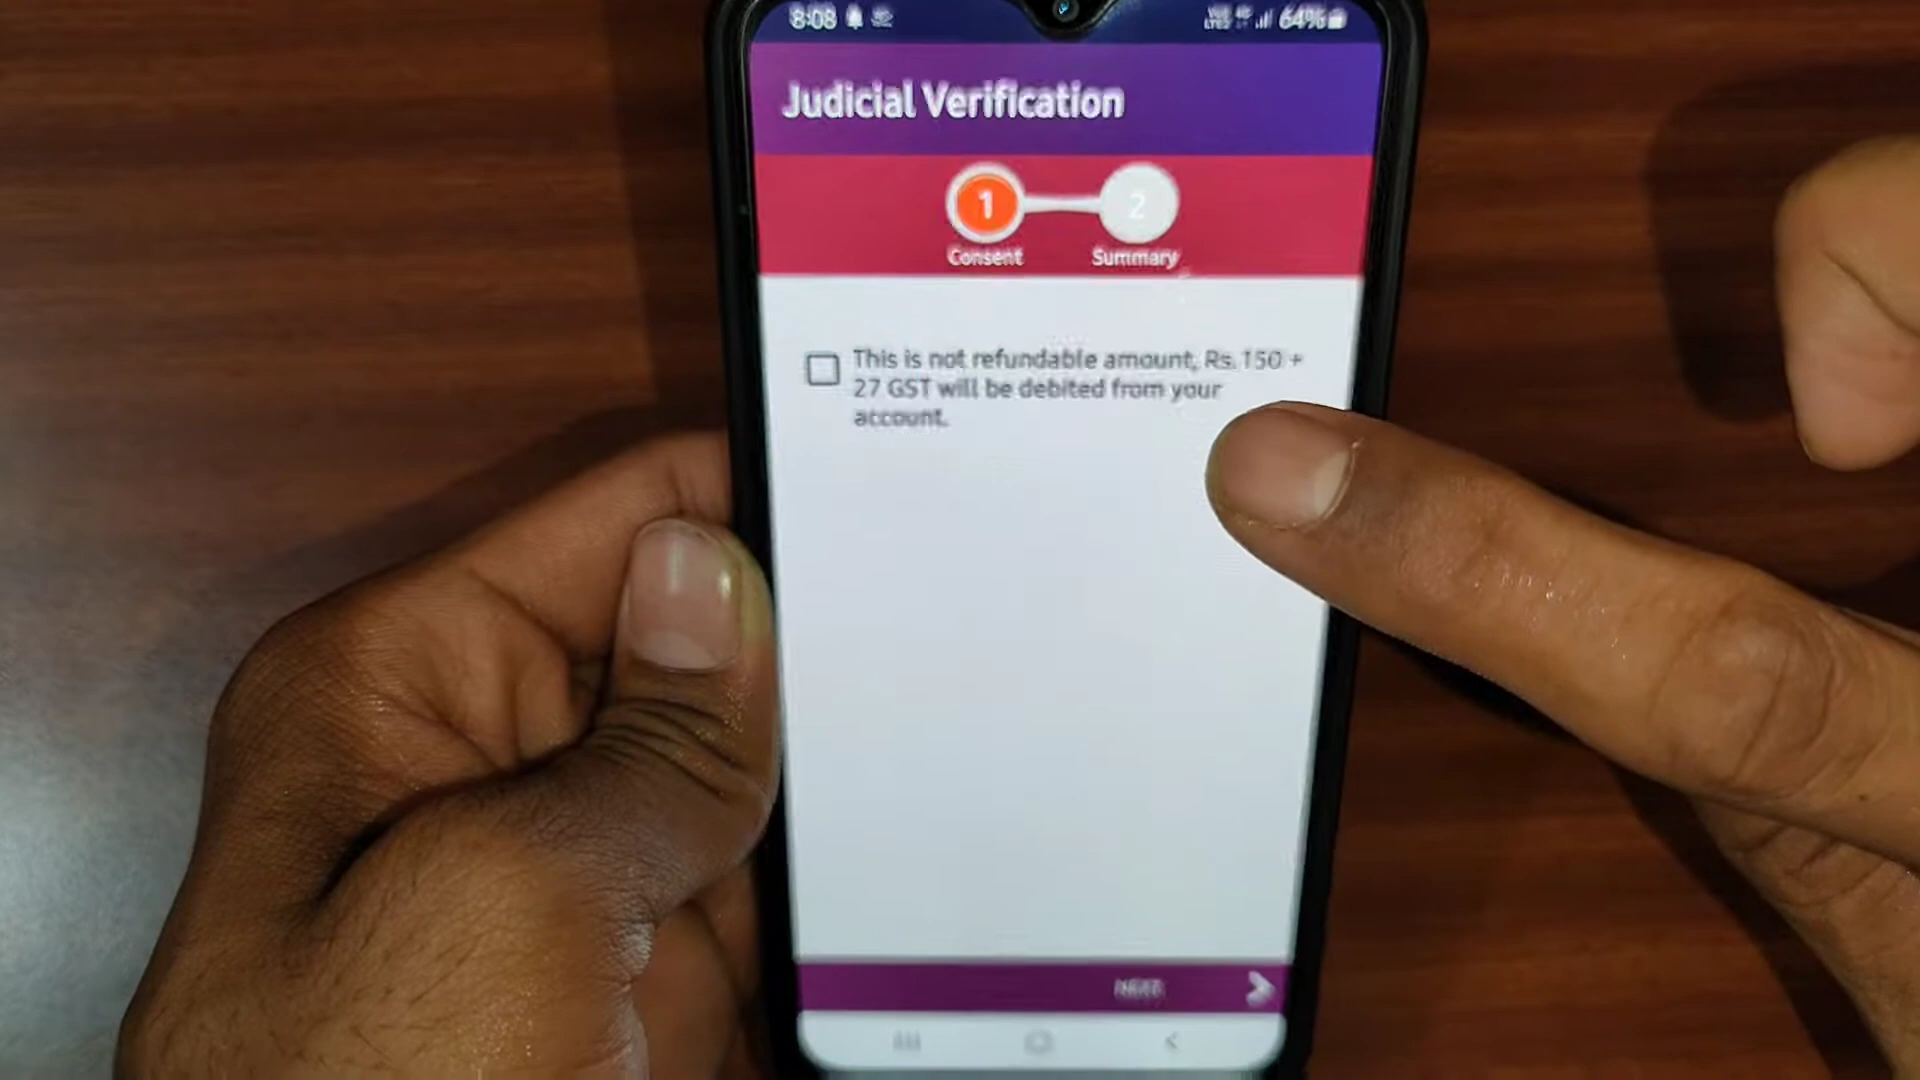 8:08
64%
Judicial Verification
1
2
Consent
Summary
This is not refundable amount, Rs.150 +
27 GST will be debited from your
account.
NEXT